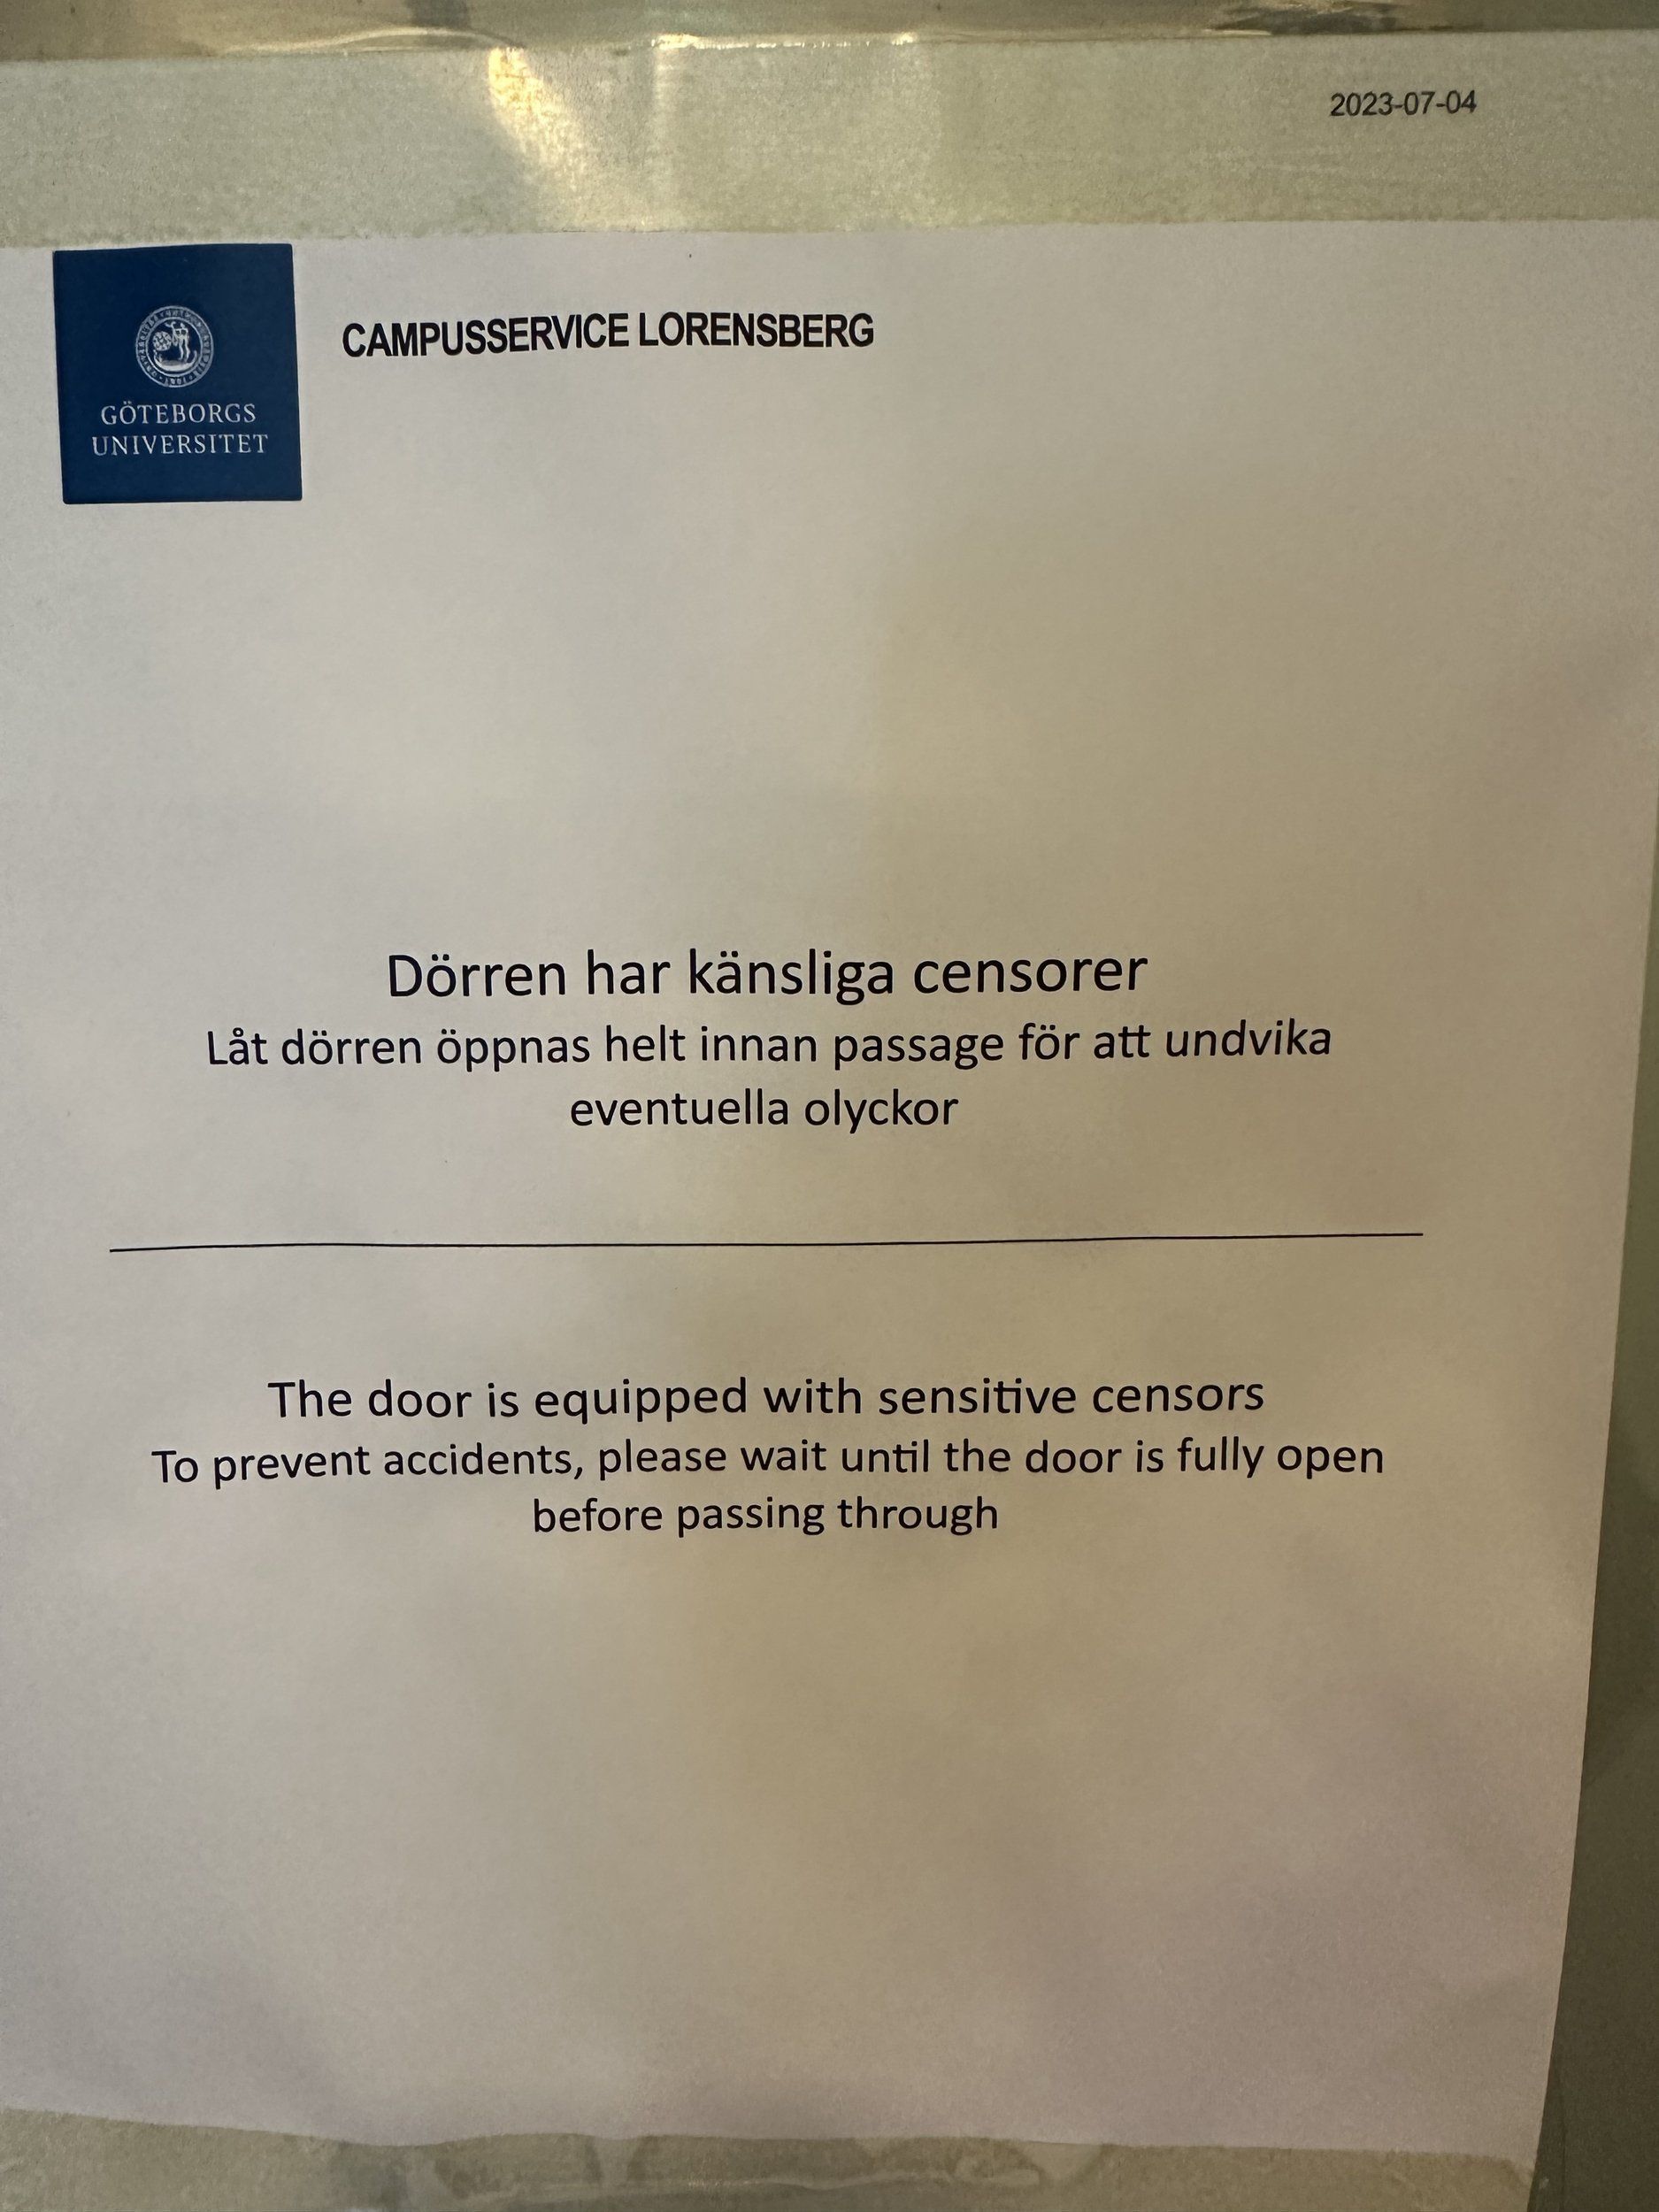 2023-07-04
CAMPUSSERVICE LORENSBERG
GÖTEBORGS
UNIVERSITET
Dörren har känsliga censorer
Låt dörren öppnas helt innan passage för att undvika
eventuella olyckor
The door is equipped with sensitive censors
To prevent accidents, please wait until the door is fully open
before passing through